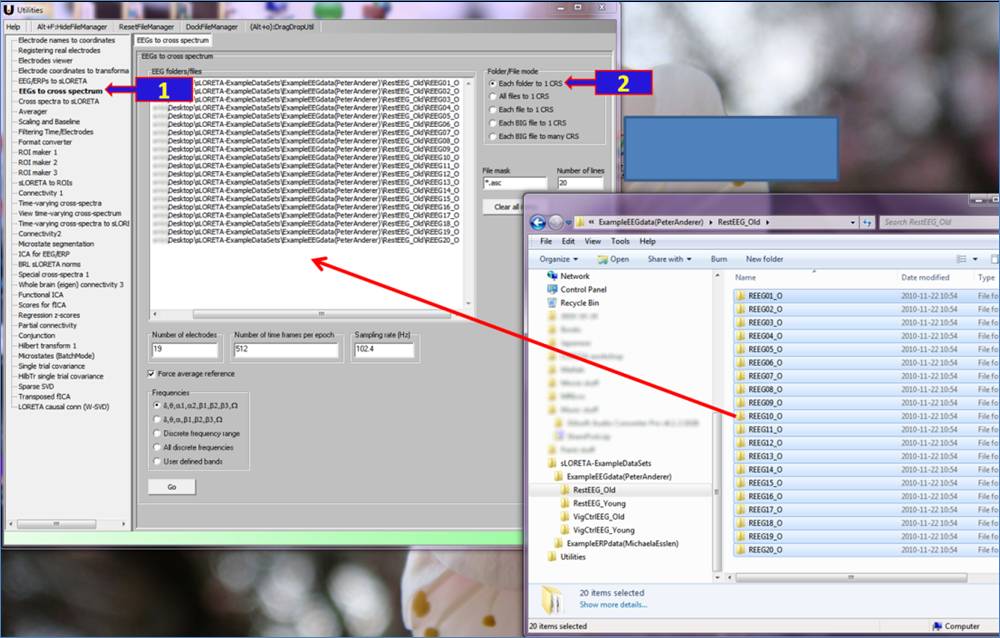 Utilities
Help
Alt+F:HideFileManager
ResetFileManager
DockFileManager
(Alt+o):DragDropUtil
Electrode names to coordinates
Registering real electrodes
Electrodes viewer
Electrode coordinates to transforma
EEG/ERPs to sLORETA
EEGs to cross spectrum
Cross spectra to sLORETA
Averager
Scaling and Baseline
Filtering Time/Electrodes
Format converter
ROI maker 1
ROI maker 2
ROI maker 3
sLORETA to ROIs
Connectivity 1
Time-varying cross-spectra
View time-varying cross-spectrum
Time-varying cross-spectra to sLORI
Connectivity2
Microstate segmentation
ICA for EEG/ERP
BRL sLORETA norms
Special cross-spectra 1
Whole brain (eigen) connectivity 3
Functional ICA
Scores for fICA
Regression z-scores
Partial connectivity
Conjunction
Hilbert transform 1
Microstates (BatchMode)
Single trial covariance
HilbTr single trial covariance
Sparse SVD
Transposed fICA
LORETA causal conn (W-SVD)
1
EEGs to cross spectrum
EEGs to cross spectrum
EEG folders/files
Desktop\sLORETA-ExampleDataSets\ExampleEEGdata(PeterAnderer)\RestEEG_Old\REEG01_O
Desktop\sLORETA-ExampleDataSets\ExampleEEGdata(PeterAnderer)\RestEEG_Old\REEG02_O
Desktop\sLORETA-ExampleDataSets\ExampleEEGdata(PeterAnderer)\RestEEG_Old\REEG03_O
Desktop\sLORETA-ExampleDataSets\ExampleEEGdata(PeterAnderer)\RestEEG_Old\REEG04_O
Desktop\sLORETA-ExampleDataSets\ExampleEEGdata(PeterAnderer)\RestEEG_Old\REEG05_O
Desktop\sLORETA-ExampleDataSets\ExampleEEGdata(PeterAnderer)\RestEEG_Old\REEG06_O
Desktop\sLORETA-ExampleDataSets\ExampleEEGdata(PeterAnderer)\RestEEG_Old\REEG07_O
Desktop\sLORETA-ExampleDataSets\ExampleEEGdata(PeterAnderer)\RestEEG_Old\REEG08_O
Desktop\sLORETA-ExampleDataSets\ExampleEEGdata(PeterAnderer)\RestEEG_Old\REEG09_O
Desktop\sLORETA-ExampleDataSets\ExampleEEGdata(PeterAnderer)\RestEEG_Old\REEG10_O
Desktop\sLORETA-ExampleDataSets\ExampleEEGdata(PeterAnderer)\RestEEG_Old\REEG11_O
Desktop\sLORETA-ExampleDataSets\ExampleEEGdata(PeterAnderer)\RestEEG_Old\REEG12_O
Desktop\sLORETA-ExampleDataSets\ExampleEEGdata(PeterAnderer)\RestEEG_Old\REEG13_O
Desktop\sLORETA-ExampleDataSets\ExampleEEGdata(PeterAnderer)\RestEEG_Old\REEG14_O
Desktop\sLORETA-ExampleDataSets\ExampleEEGdata(PeterAnderer)\RestEEG_Old\REEG15_O
Desktop\sLORETA-ExampleDataSets\ExampleEEGdata(PeterAnderer)\RestEEG_Old\REEG16_O
Desktop\sLORETA-ExampleDataSets\ExampleEEGdata(PeterAnderer)\RestEEG_Old\REEG17_O
Desktop\sLORETA-ExampleDataSets\ExampleEEGdata(PeterAnderer)\RestEEG_Old\REEG18_O
Desktop\sLORETA-ExampleDataSets\ExampleEEGdata(PeterAnderer)\RestEEG_Old\REEG19_O
Desktop\sLORETA-ExampleDataSets\ExampleEEGdata(PeterAnderer)\RestEEG_Old\REEG20_O
Folder/File mode
Each folder to 1 CRS
2
All files to 1 CRS
Each file to 1 CRS
Each BIG file to 1 CRS
Each BIG file to many CRS
File mask
Number of lines
*.asc
20
Clear all
Number of electrodes
Number of time frames per epoch
Sampling rate (Hz)
19
512
102.4
Force average reference
Frequencies
δ,θ,α1,α2,β1,β2,β3,Ω
δ,θ,α,β1,β2,β3,Ω
Discrete frequency range
All discrete frequencies
User defined bands
Go
« ExampleEEGdata(PeterAnderer) ▸ RestEEG_Old ▸
Search RestEEG_Old
File Edit View Tools Help
Organize
Open
Share with
Burn
New folder
Network
Control Panel
Recycle Bin
sLORETA-ExampleDataSets
ExampleEEGdata(PeterAnderer)
RestEEG_Old
RestEEG_Young
VigCtrlEEG_Old
VigCtrlEEG_Young
ExampleERPdata(MichaelaEsslen)
Utilities
Name Date modified Type
REEG01_O 2010-11-22 10:54 File fo
REEG02_O 2010-11-22 10:54 File fo
REEG03_O 2010-11-22 10:54 File fo
REEG04_O 2010-11-22 10:54 File fo
REEG05_O 2010-11-22 10:54 File fo
REEG06_O 2010-11-22 10:54 File fo
REEG07_O 2010-11-22 10:54 File fo
REEG08_O 2010-11-22 10:54 File fo
REEG09_O 2010-11-22 10:54 File fo
REEG10_O 2010-11-22 10:54 File fo
REEG11_O 2010-11-22 10:54 File fo
REEG12_O 2010-11-22 10:54 File fo
REEG13_O 2010-11-22 10:54 File fo
REEG14_O 2010-11-22 10:54 File fo
REEG15_O 2010-11-22 10:54 File fo
REEG16_O 2010-11-22 10:54 File fo
REEG17_O 2010-11-22 10:54 File fo
REEG18_O 2010-11-22 10:54 File fo
REEG19_O 2010-11-22 10:54 File fo
REEG20_O 2010-11-22 10:54 File fo
20 items selected
Show more details...
20 items selected
Computer